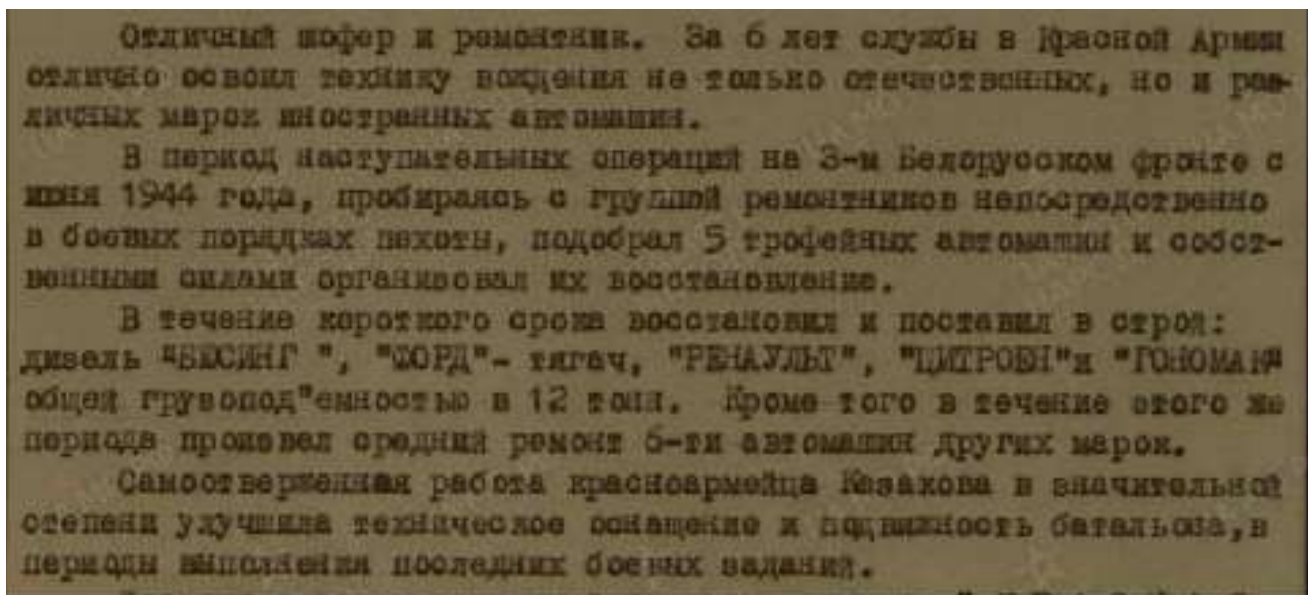 Отличный шофер и ремонтник. За 6 лет службы в Красной Армии
отлично освоил технику вождения не только отечественных, но и раз-
личных марок иностранных автомашин.
В период наступательных операций на 3-м Белорусском фронте с
июня 1944 года, пробираясь с группой ремонтников непосредственно
в боевых порядках пехоты, подобрал 5 трофейных автомашин и собст-
венными силами организовал их восстановление.
В течение короткого срока восстановил и поставил в строй:
дизель "БЮСИНГ ", "ФОРД"- тягач, "РЕНАУЛЬТ", "ЦИТРОЕН"и "ГОНОМАК"
общей грузопод"емностью в 12 тонн. Кроме того в течение этого же
периода произвел средний ремонт 6-ти автомашин других марок.
Самоотверженная работа красноармейца Казакова в значительной
степени улучшила техническое оснащение и подвижность батальона,в
периоды выполнения последних боевых заданий.